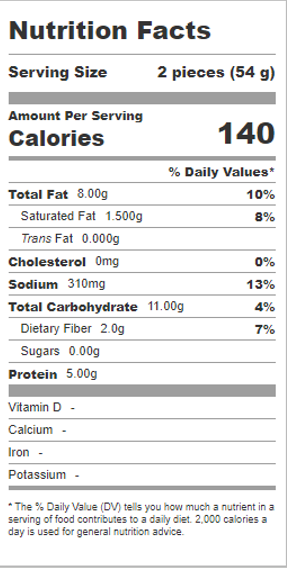 Nutrition Facts
Serving Size 2 pieces (54 g)
Amount Per Serving
Calories 140
% Daily Values*
Total Fat 8.00g 10%
Saturated Fat 1.500g 8%
Trans Fat 0.000g
Cholesterol 0mg 0%
Sodium 310mg 13%
Total Carbohydrate 11.00g 4%
Dietary Fiber 2.0g 7%
Sugars 0.00g
Protein 5.00g
Vitamin D -
Calcium -
Iron -
Potassium -
* The % Daily Value (DV) tells you how much a nutrient in a
serving of food contributes to a daily diet. 2,000 calories a
day is used for general nutrition advice.